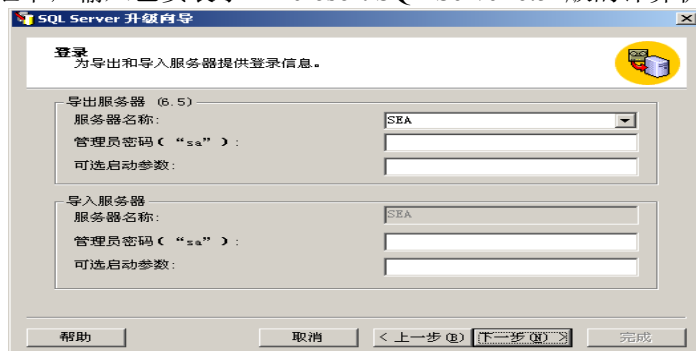 SQL Server 升级向导
登录
为导出和导入服务器提供登录信息。
导出服务器 (6.5)
服务器名称: SEA
管理员密码( “sa” ):
可选启动参数:
导入服务器
服务器名称: SEA
管理员密码( “sa” ):
可选启动参数:
帮助 取消 < 上一步(B) 下一步(N) > 完成